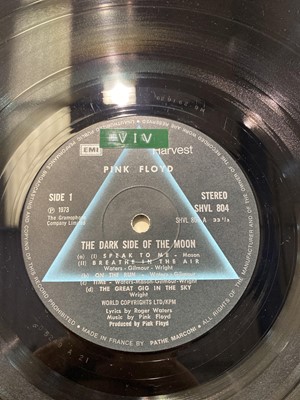 VIV
EMI Harvest
PINK FLOYD
SIDE 1
STEREO
℗ 1973
SHVL 804
The Gramophone
Company Limited
SHVL 804 A 33⅓
THE DARK SIDE OF THE MOON
(a) (I) SPEAK TO ME - Mason
(II) BREATHE IN THE AIR
Waters-Gilmour-Wright
(b) ON THE RUN - Waters-Gilmour
(c) TIME - Mason-Waters-Gilmour-Wright
(d) THE GREAT GIG IN THE SKY
Wright
WORLD COPYRIGHTS LTD/KPM
Lyrics by Roger Waters
Music by Pink Floyd
Produced by Pink Floyd
MADE IN FRANCE BY PATHE MARCONI
ALL RIGHTS OF THE MANUFACTURER